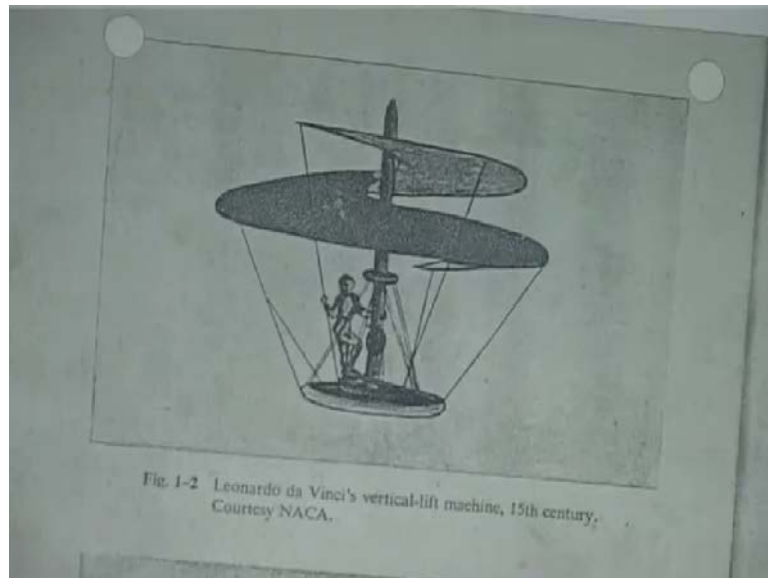 Fig. 1–2 Leonardo da Vinci's vertical-lift machine, 15th century.
Courtesy NACA.